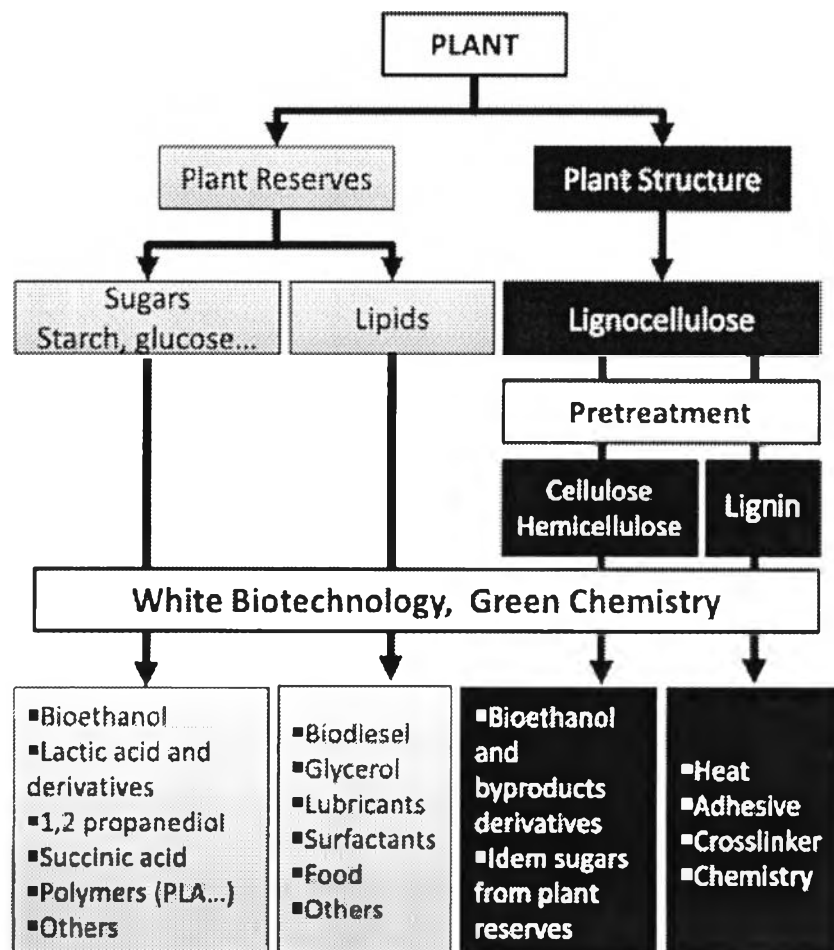 PLANT
Plant Reserves
Plant Structure
Sugars
Starch, glucose...
Lipids
Lignocellulose
Pretreatment
Cellulose
Hemicellulose
Lignin
White Biotechnology, Green Chemistry
▪Bioethanol
▪Lactic acid and
derivatives
▪1,2 propanediol
▪Succinic acid
▪Polymers (PLA...)
▪Others
▪Biodiesel
▪Glycerol
▪Lubricants
▪Surfactants
▪Food
▪Others
▪Bioethanol
and
byproducts
derivatives
▪Idem sugars
from plant
reserves
▪Heat
▪Adhesive
▪Crosslinker
▪Chemistry